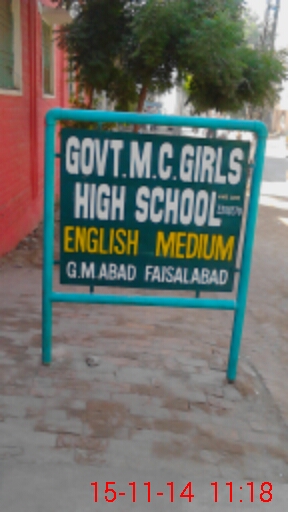 GOVT.M.C.GIRLS
HIGH SCHOOL
ENGLISH MEDIUM
G.M.ABAD FAISALABAD
15-11-14 11:18